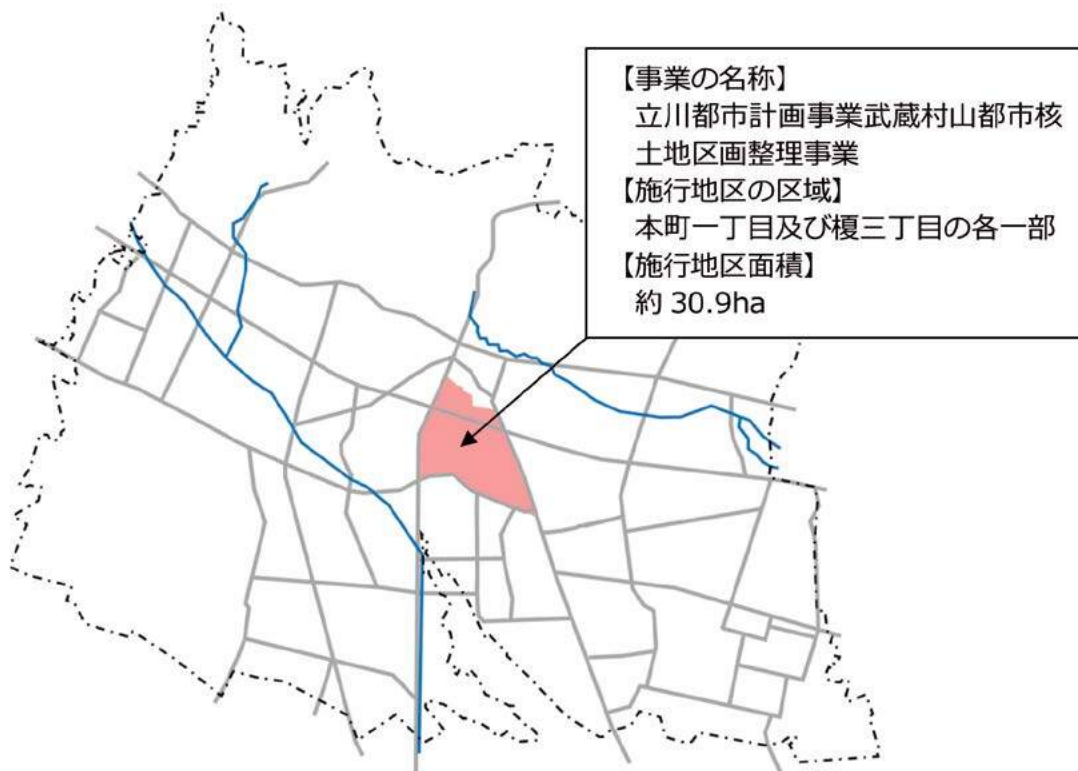 【事業の名称】
立川都市計画事業武蔵村山都市核
土地区画整理事業
【施行地区の区域】
本町一丁目及び榎三丁目の各一部
【施行地区面積】
約 30.9ha